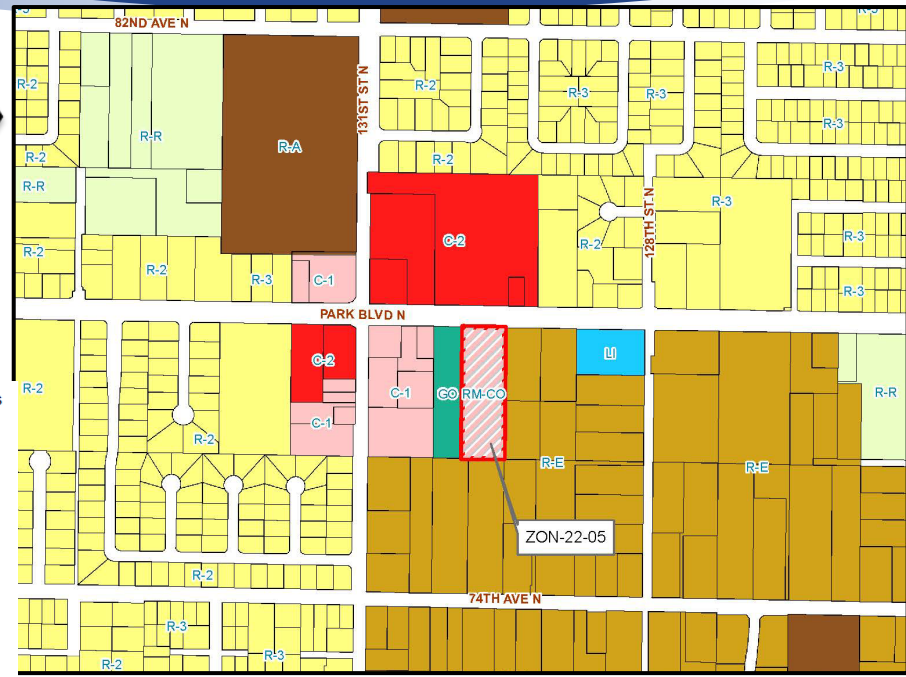 82ND AVE N
131ST ST N
R-2
R-R
R-A
R-2
R-3
R-3
R-3
R-3
R-2
R-R
R-2
R-2
R-3
R-2
R-3
C-1
C-2
R-2
128TH ST N
R-3
R-3
PARK BLVD N
R-2
C-2
C-1
C-1
GO
RM-CO
LI
R-R
R-2
R-E
R-E
ZON-22-05
R-2
74TH AVE N
R-3
R-2
R-3